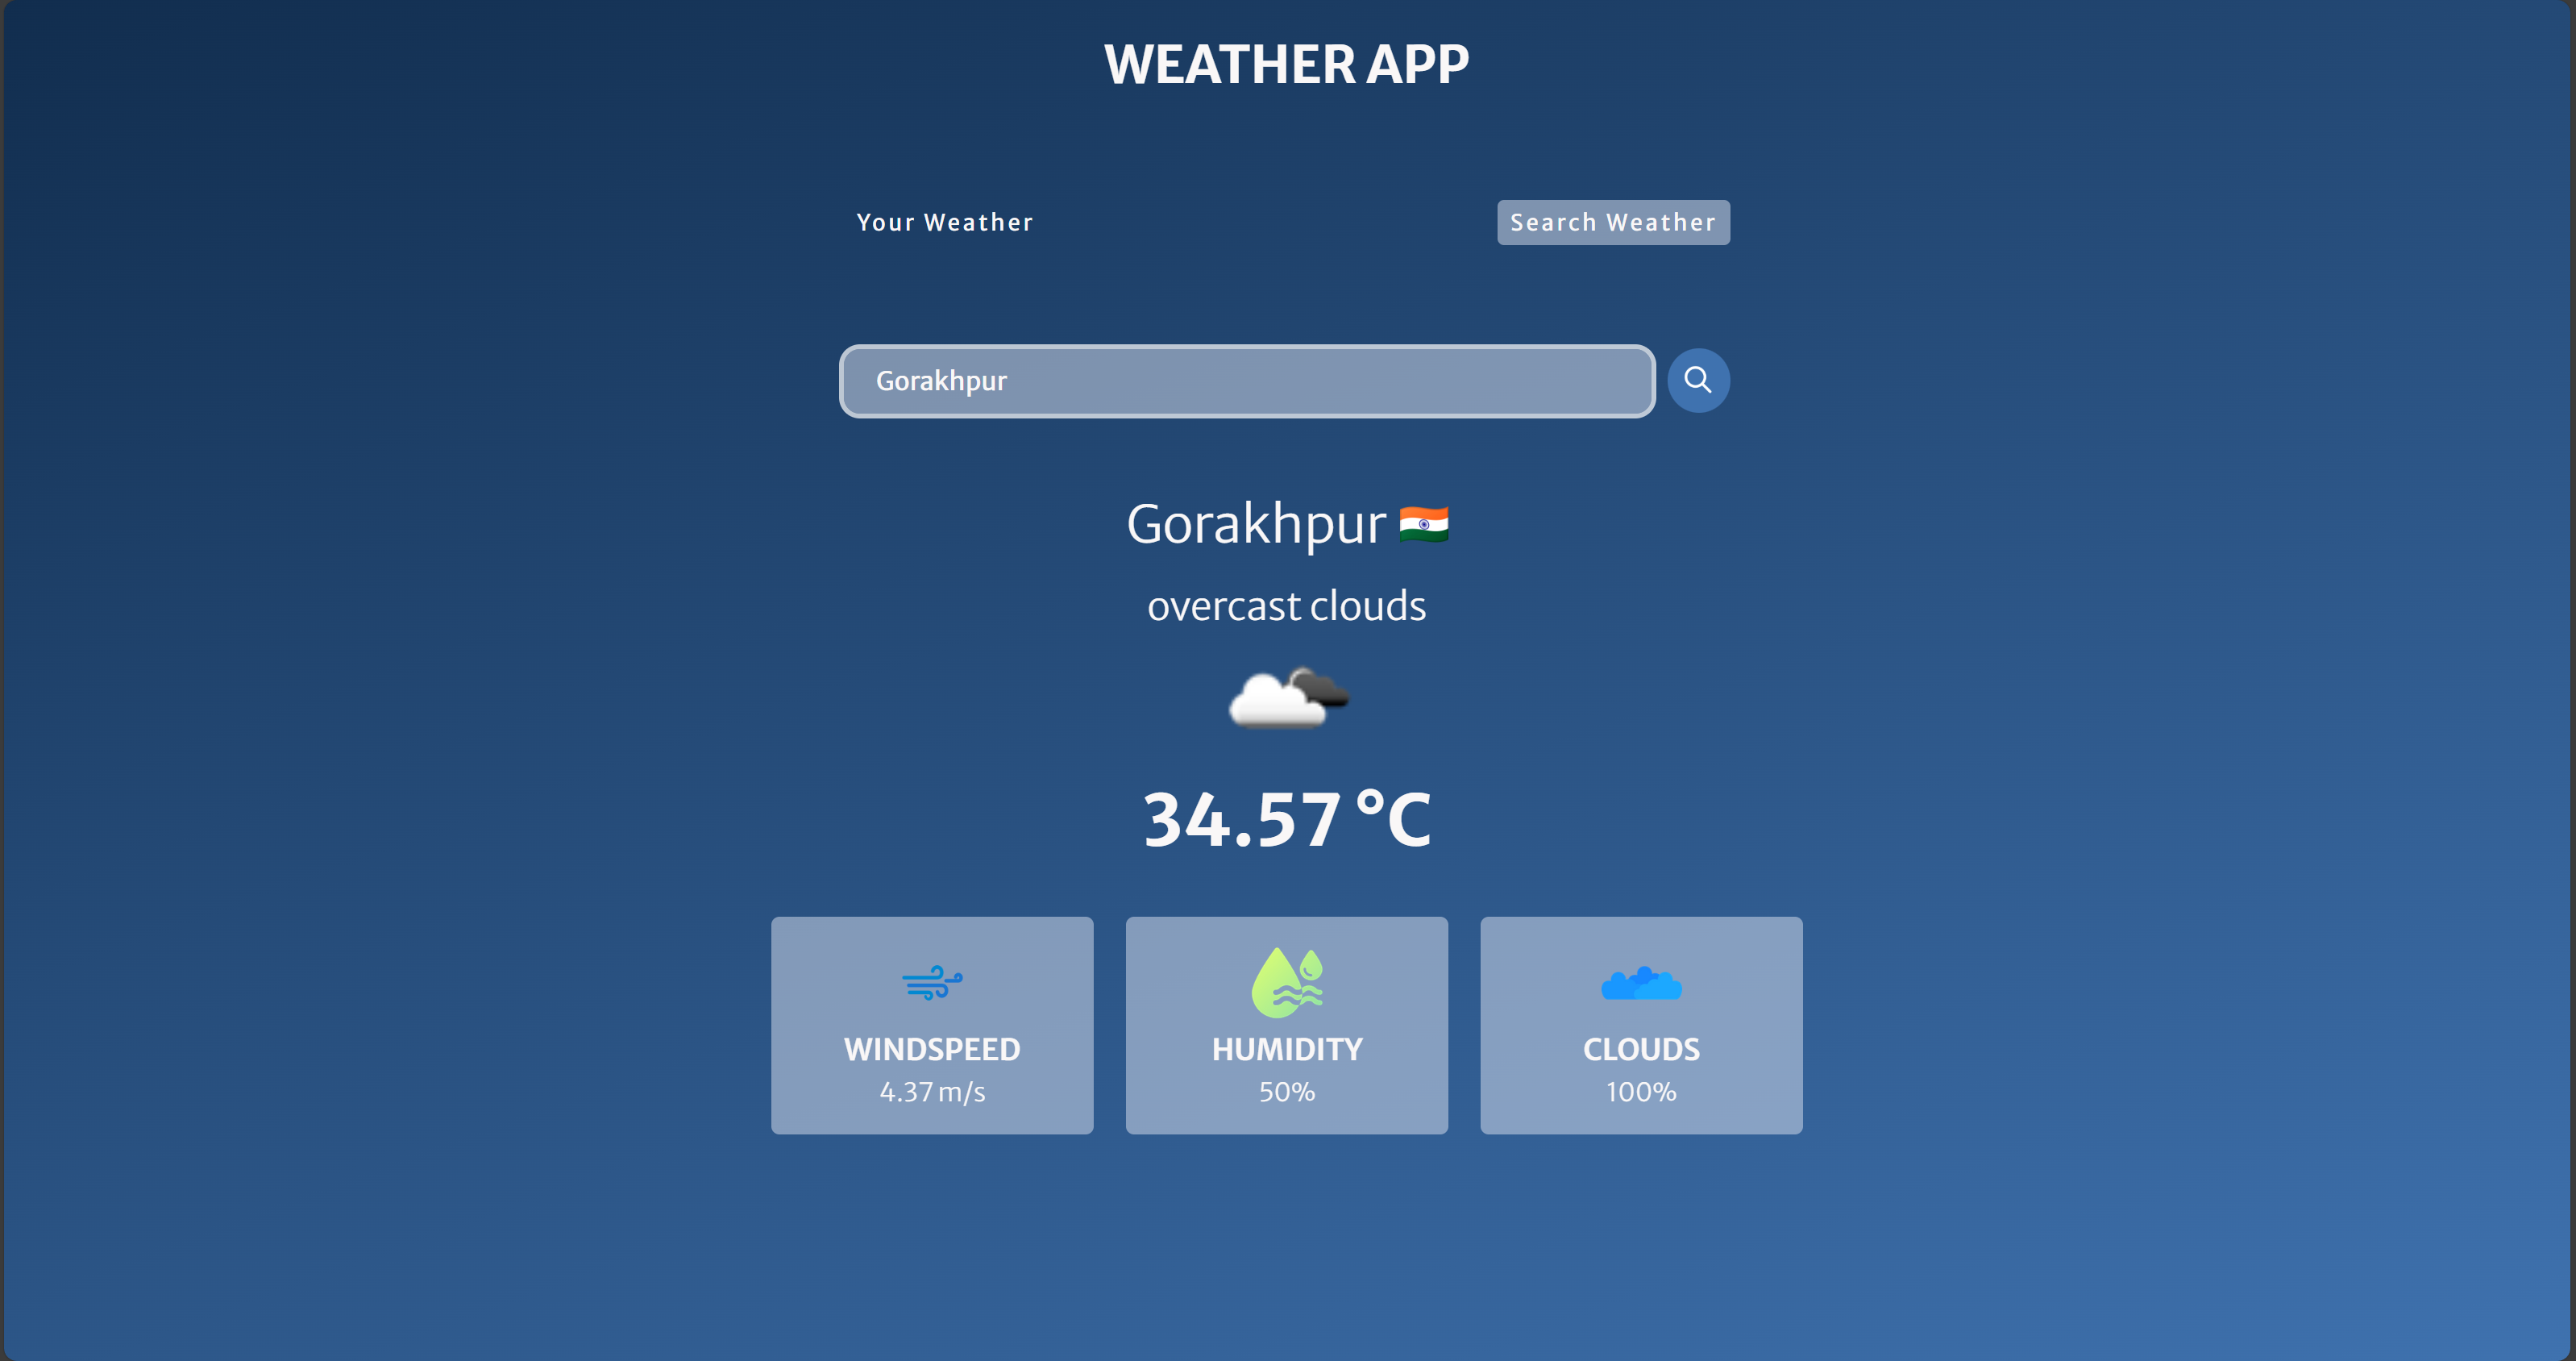 WEATHER APP
Your Weather
Search Weather
Gorakhpur
Gorakhpur
overcast clouds
34.57 °C
WINDSPEED
4.37 m/s
HUMIDITY
50%
CLOUDS
100%